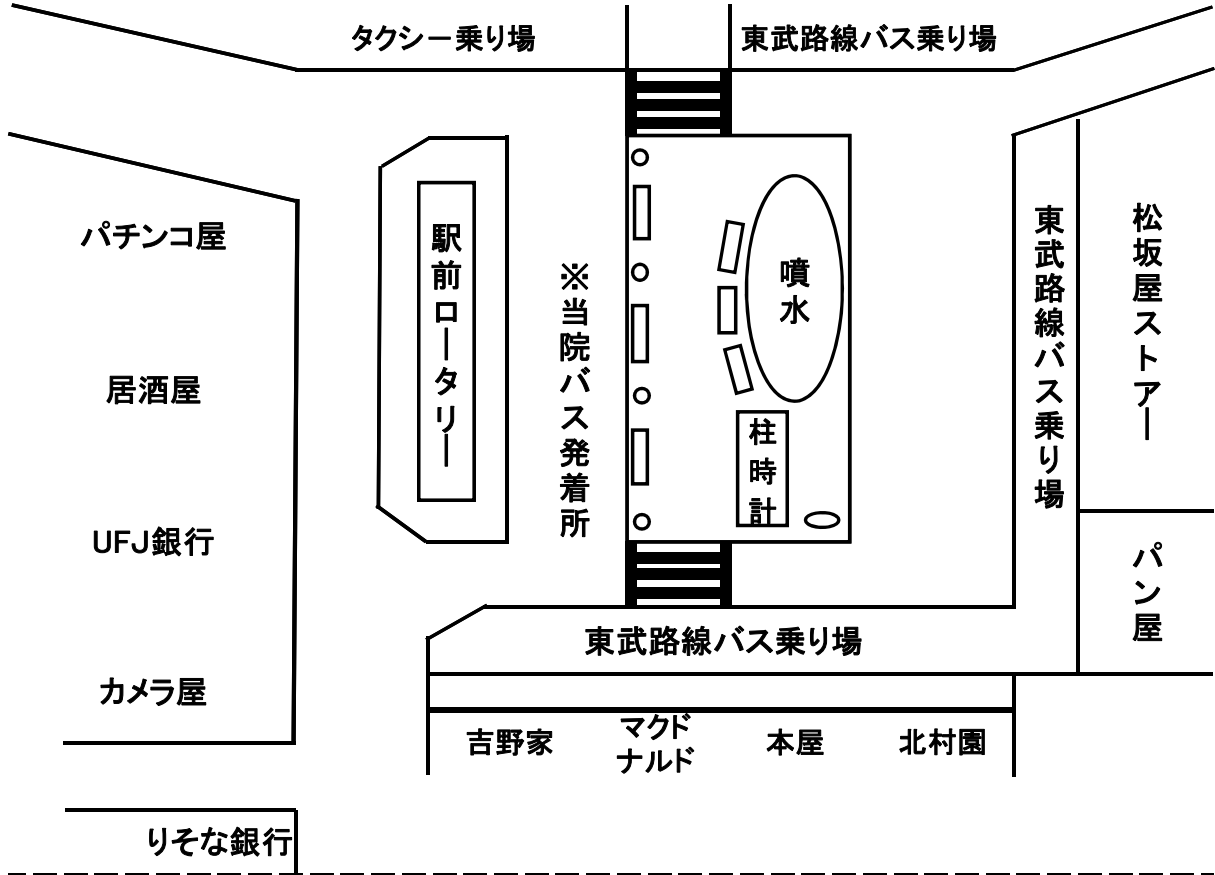 タクシー乗り場
東武路線バス乗り場
パチンコ屋
居酒屋
UFJ銀行
カメラ屋
りそな銀行
駅前ロータリー
※当院バス発着所
噴水
柱時計
東武路線バス乗り場
松坂屋ストアー
パン屋
東武路線バス乗り場
吉野家
マクド
ナルド
本屋
北村園